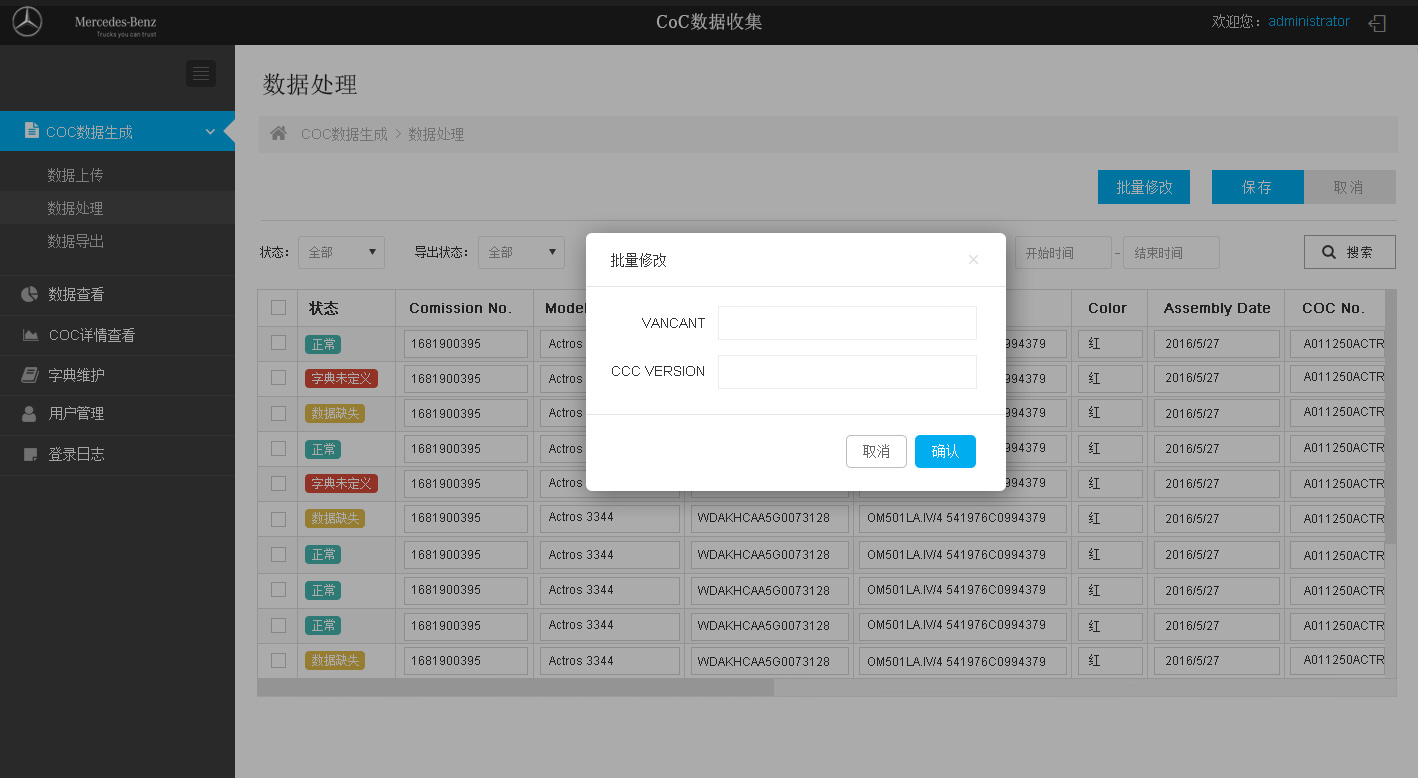 Mercedes-Benz
Trucks you can trust
CoC数据收集
欢迎您：administrator
数据处理
COC数据生成
COC数据生成 > 数据处理
数据上传
数据处理
数据导出
数据查看
COC详情查看
字典维护
用户管理
登录日志
批量修改 保存 取消
状态： 全部 导出状态： 全部 开始时间 - 结束时间 搜索
批量修改 ×
VANCANT
CCC VERSION
取消 确认
状态 Comission No. Model Color Assembly Date COC No.
正常 1681900395 Actros 0994379 红 2016/5/27 A011250ACTR
字典未定义 1681900395 Actros 0994379 红 2016/5/27 A011250ACTR
数据缺失 1681900395 Actros 0994379 红 2016/5/27 A011250ACTR
正常 1681900395 Actros 0994379 红 2016/5/27 A011250ACTR
字典未定义 1681900395 Actros 0994379 红 2016/5/27 A011250ACTR
数据缺失 1681900395 Actros 3344 WDAKHCAA5G0073128 OM501LA.IV/4 541976C0994379 红 2016/5/27 A011250ACTR
正常 1681900395 Actros 3344 WDAKHCAA5G0073128 OM501LA.IV/4 541976C0994379 红 2016/5/27 A011250ACTR
正常 1681900395 Actros 3344 WDAKHCAA5G0073128 OM501LA.IV/4 541976C0994379 红 2016/5/27 A011250ACTR
正常 1681900395 Actros 3344 WDAKHCAA5G0073128 OM501LA.IV/4 541976C0994379 红 2016/5/27 A011250ACTR
数据缺失 1681900395 Actros 3344 WDAKHCAA5G0073128 OM501LA.IV/4 541976C0994379 红 2016/5/27 A011250ACTR